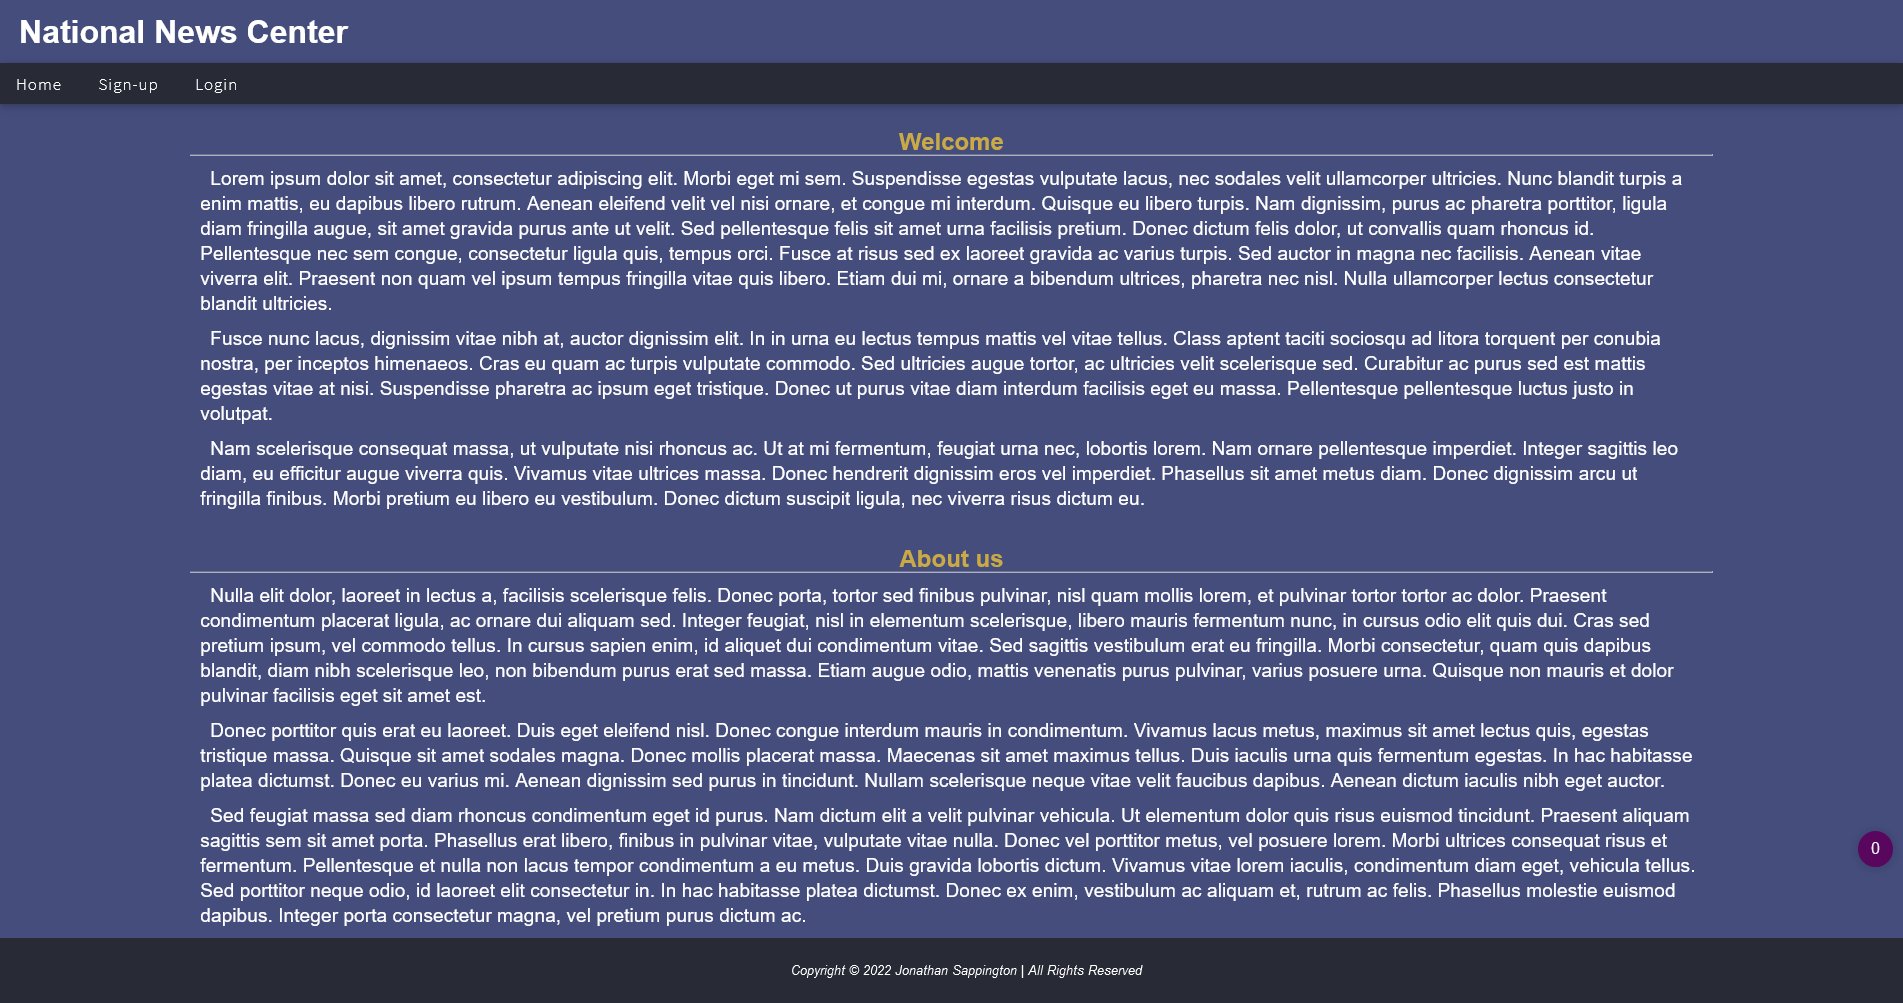 National News Center
Home Sign-up Login
Welcome
Lorem ipsum dolor sit amet, consectetur adipiscing elit. Morbi eget mi sem. Suspendisse egestas vulputate lacus, nec sodales velit ullamcorper ultricies. Nunc blandit turpis a
enim mattis, eu dapibus libero rutrum. Aenean eleifend velit vel nisi ornare, et congue mi interdum. Quisque eu libero turpis. Nam dignissim, purus ac pharetra porttitor, ligula
diam fringilla augue, sit amet gravida purus ante ut velit. Sed pellentesque felis sit amet urna facilisis pretium. Donec dictum felis dolor, ut convallis quam rhoncus id.
Pellentesque nec sem congue, consectetur ligula quis, tempus orci. Fusce at risus sed ex laoreet gravida ac varius turpis. Sed auctor in magna nec facilisis. Aenean vitae
viverra elit. Praesent non quam vel ipsum tempus fringilla vitae quis libero. Etiam dui mi, ornare a bibendum ultrices, pharetra nec nisl. Nulla ullamcorper lectus consectetur
blandit ultricies.
Fusce nunc lacus, dignissim vitae nibh at, auctor dignissim elit. In in urna eu lectus tempus mattis vel vitae tellus. Class aptent taciti sociosqu ad litora torquent per conubia
nostra, per inceptos himenaeos. Cras eu quam ac turpis vulputate commodo. Sed ultricies augue tortor, ac ultricies velit scelerisque sed. Curabitur ac purus sed est mattis
egestas vitae at nisi. Suspendisse pharetra ac ipsum eget tristique. Donec ut purus vitae diam interdum facilisis eget eu massa. Pellentesque pellentesque luctus justo in
volutpat.
Nam scelerisque consequat massa, ut vulputate nisi rhoncus ac. Ut at mi fermentum, feugiat urna nec, lobortis lorem. Nam ornare pellentesque imperdiet. Integer sagittis leo
diam, eu efficitur augue viverra quis. Vivamus vitae ultrices massa. Donec hendrerit dignissim eros vel imperdiet. Phasellus sit amet metus diam. Donec dignissim arcu ut
fringilla finibus. Morbi pretium eu libero eu vestibulum. Donec dictum suscipit ligula, nec viverra risus dictum eu.
About us
Nulla elit dolor, laoreet in lectus a, facilisis scelerisque felis. Donec porta, tortor sed finibus pulvinar, nisl quam mollis lorem, et pulvinar tortor tortor ac dolor. Praesent
condimentum placerat ligula, ac ornare dui aliquam sed. Integer feugiat, nisl in elementum scelerisque, libero mauris fermentum nunc, in cursus odio elit quis dui. Cras sed
pretium ipsum, vel commodo tellus. In cursus sapien enim, id aliquet dui condimentum vitae. Sed sagittis vestibulum erat eu fringilla. Morbi consectetur, quam quis dapibus
blandit, diam nibh scelerisque leo, non bibendum purus erat sed massa. Etiam augue odio, mattis venenatis purus pulvinar, varius posuere urna. Quisque non mauris et dolor
pulvinar facilisis eget sit amet est.
Donec porttitor quis erat eu laoreet. Duis eget eleifend nisl. Donec congue interdum mauris in condimentum. Vivamus lacus metus, maximus sit amet lectus quis, egestas
tristique massa. Quisque sit amet sodales magna. Donec mollis placerat massa. Maecenas sit amet maximus tellus. Duis iaculis urna quis fermentum egestas. In hac habitasse
platea dictumst. Donec eu varius mi. Aenean dignissim sed purus in tincidunt. Nullam scelerisque neque vitae velit faucibus dapibus. Aenean dictum iaculis nibh eget auctor.
Sed feugiat massa sed diam rhoncus condimentum eget id purus. Nam dictum elit a velit pulvinar vehicula. Ut elementum dolor quis risus euismod tincidunt. Praesent aliquam
sagittis sem sit amet porta. Phasellus erat libero, finibus in pulvinar vitae, vulputate vitae nulla. Donec vel porttitor metus, vel posuere lorem. Morbi ultrices consequat risus et
fermentum. Pellentesque et nulla non lacus tempor condimentum a eu metus. Duis gravida lobortis dictum. Vivamus vitae lorem iaculis, condimentum diam eget, vehicula tellus.
Sed porttitor neque odio, id laoreet elit consectetur in. In hac habitasse platea dictumst. Donec ex enim, vestibulum ac aliquam et, rutrum ac felis. Phasellus molestie euismod
dapibus. Integer porta consectetur magna, vel pretium purus dictum ac.
0
Copyright © 2022 Jonathan Sappington | All Rights Reserved